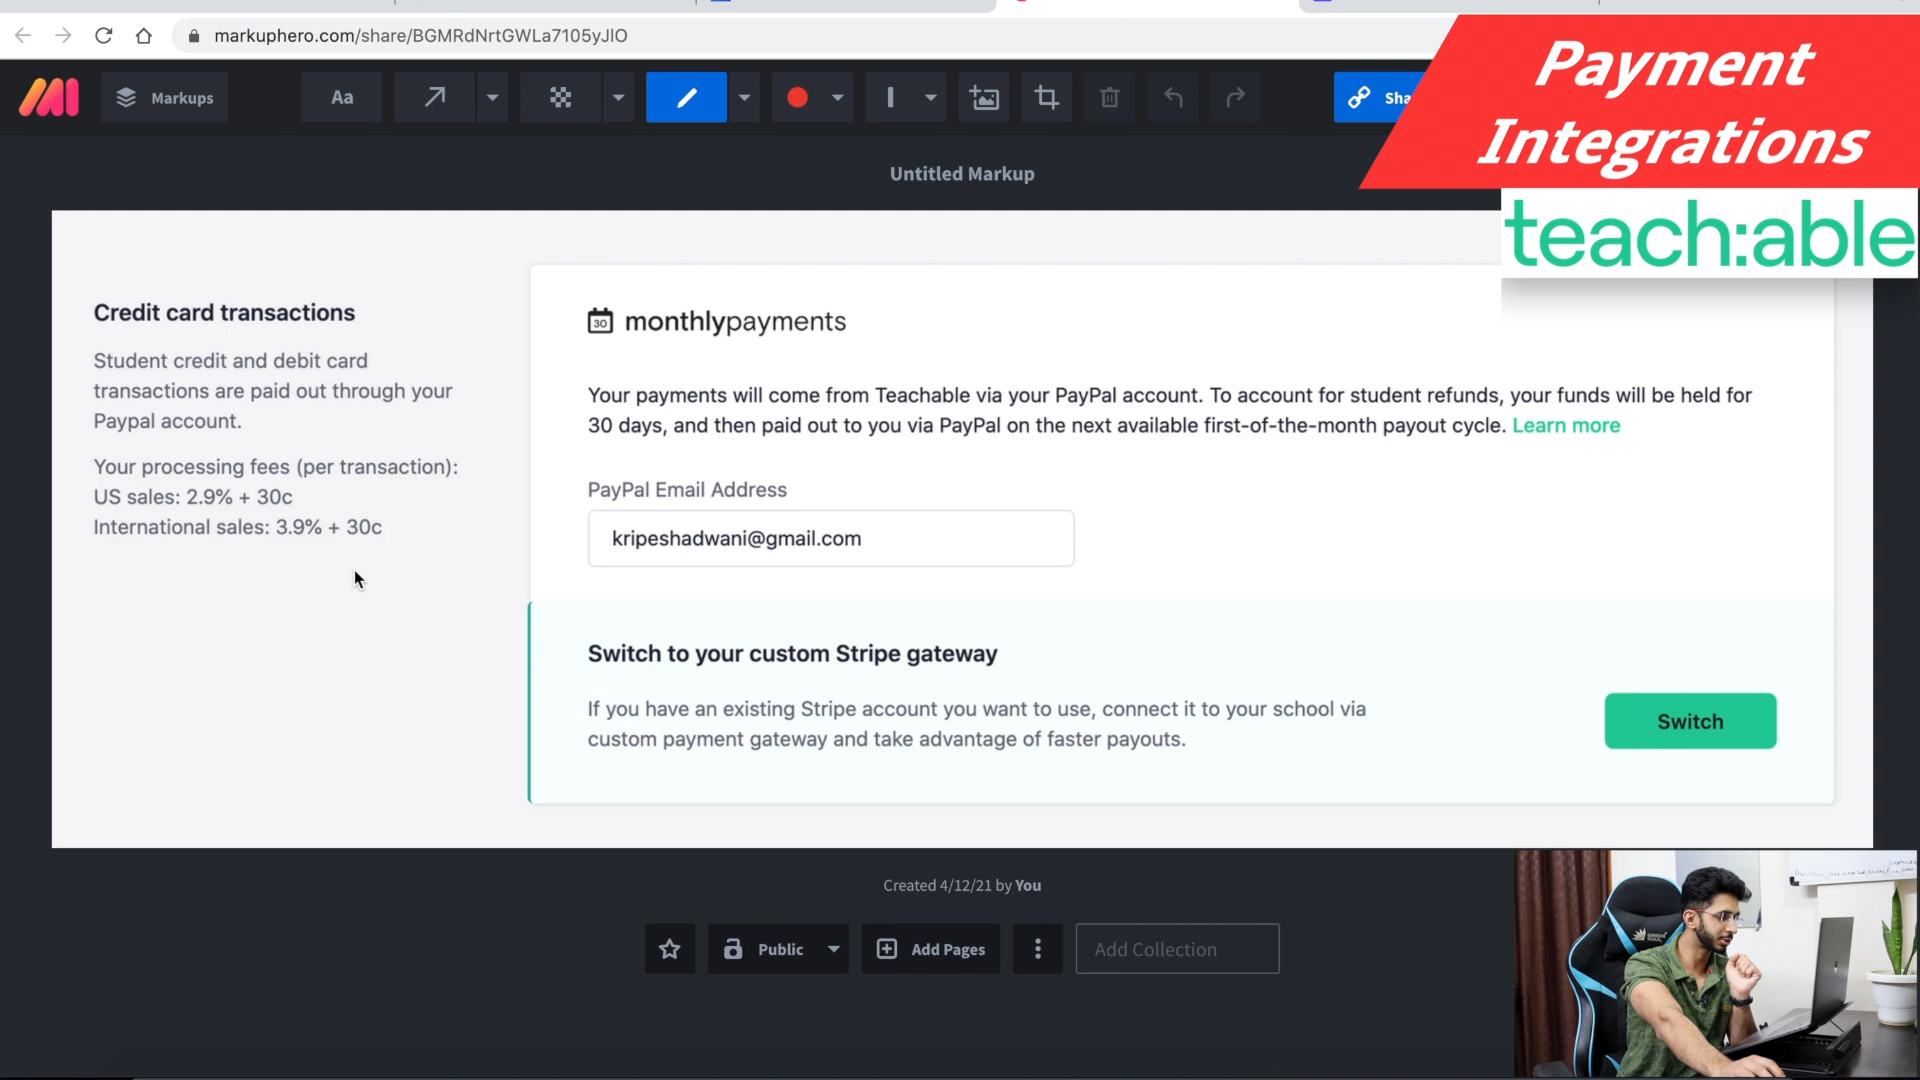 markuphero.com/share/BGMRdNrtGWLa7105yJlO
Payment
Integrations
Markups
Aa
Sha
Untitled Markup
teach:able
Credit card transactions
Student credit and debit card
transactions are paid out through your
Paypal account.
Your processing fees (per transaction):
US sales: 2.9% + 30c
International sales: 3.9% + 30c
30 monthlypayments
Your payments will come from Teachable via your PayPal account. To account for student refunds, your funds will be held for
30 days, and then paid out to you via PayPal on the next available first-of-the-month payout cycle. Learn more
PayPal Email Address
kripeshadwani@gmail.com
Switch to your custom Stripe gateway
If you have an existing Stripe account you want to use, connect it to your school via
custom payment gateway and take advantage of faster payouts.
Switch
Created 4/12/21 by You
Public
Add Pages
Add Collection